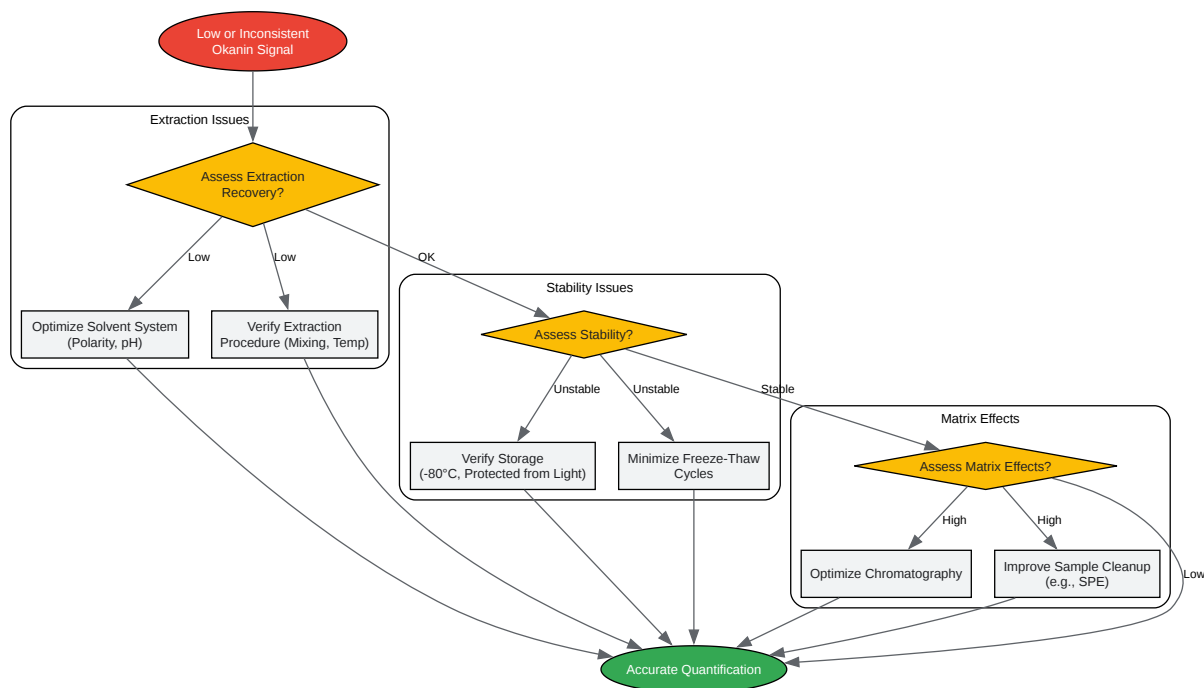 Low or Inconsistent
Okanin Signal
Extraction Issues
Assess Extraction
Recovery?
Low
Low
OK
Optimize Solvent System
(Polarity, pH)
Verify Extraction
Procedure (Mixing, Temp)
Stability Issues
Assess Stability?
Unstable
Unstable
Stable
Verify Storage
(-80°C, Protected from Light)
Minimize Freeze-Thaw
Cycles
Matrix Effects
Assess Matrix Effects?
High
High
Low
Optimize Chromatography
Improve Sample Cleanup
(e.g., SPE)
Accurate Quantification